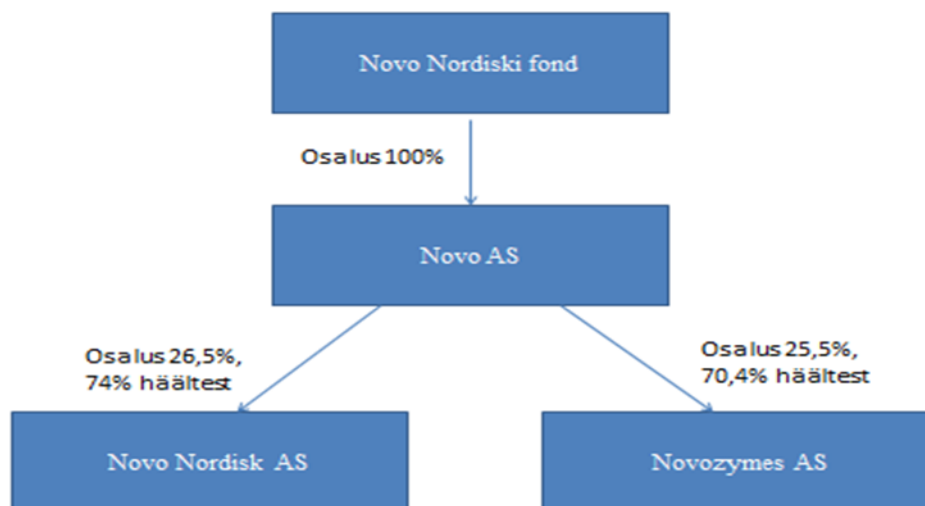 Novo Nordiski fond
Osalus 100%
Novo AS
Osalus 26,5%,
74% häältest
Osalus 25,5%,
70,4% häältest
Novo Nordisk AS
Novozymes AS